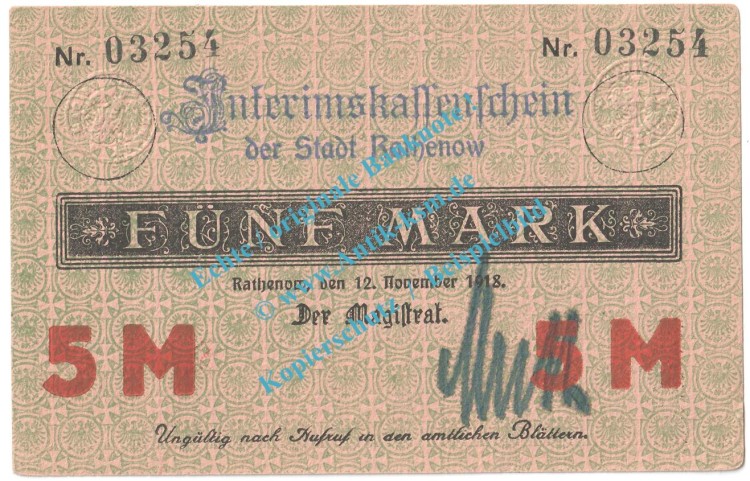 Nr. 03254 Nr. 03254
Interimskassenschein
der Stadt Rathenow
FÜNF MARK
Rathenow, den 12. November 1918.
Der Magistrat.
5 M 5 M
Ungültig nach Aufruf in den amtlichen Blättern.
Echte / originale Banknote!
© www.Antik-bsm.de
Kopierschutz - Beispielbild